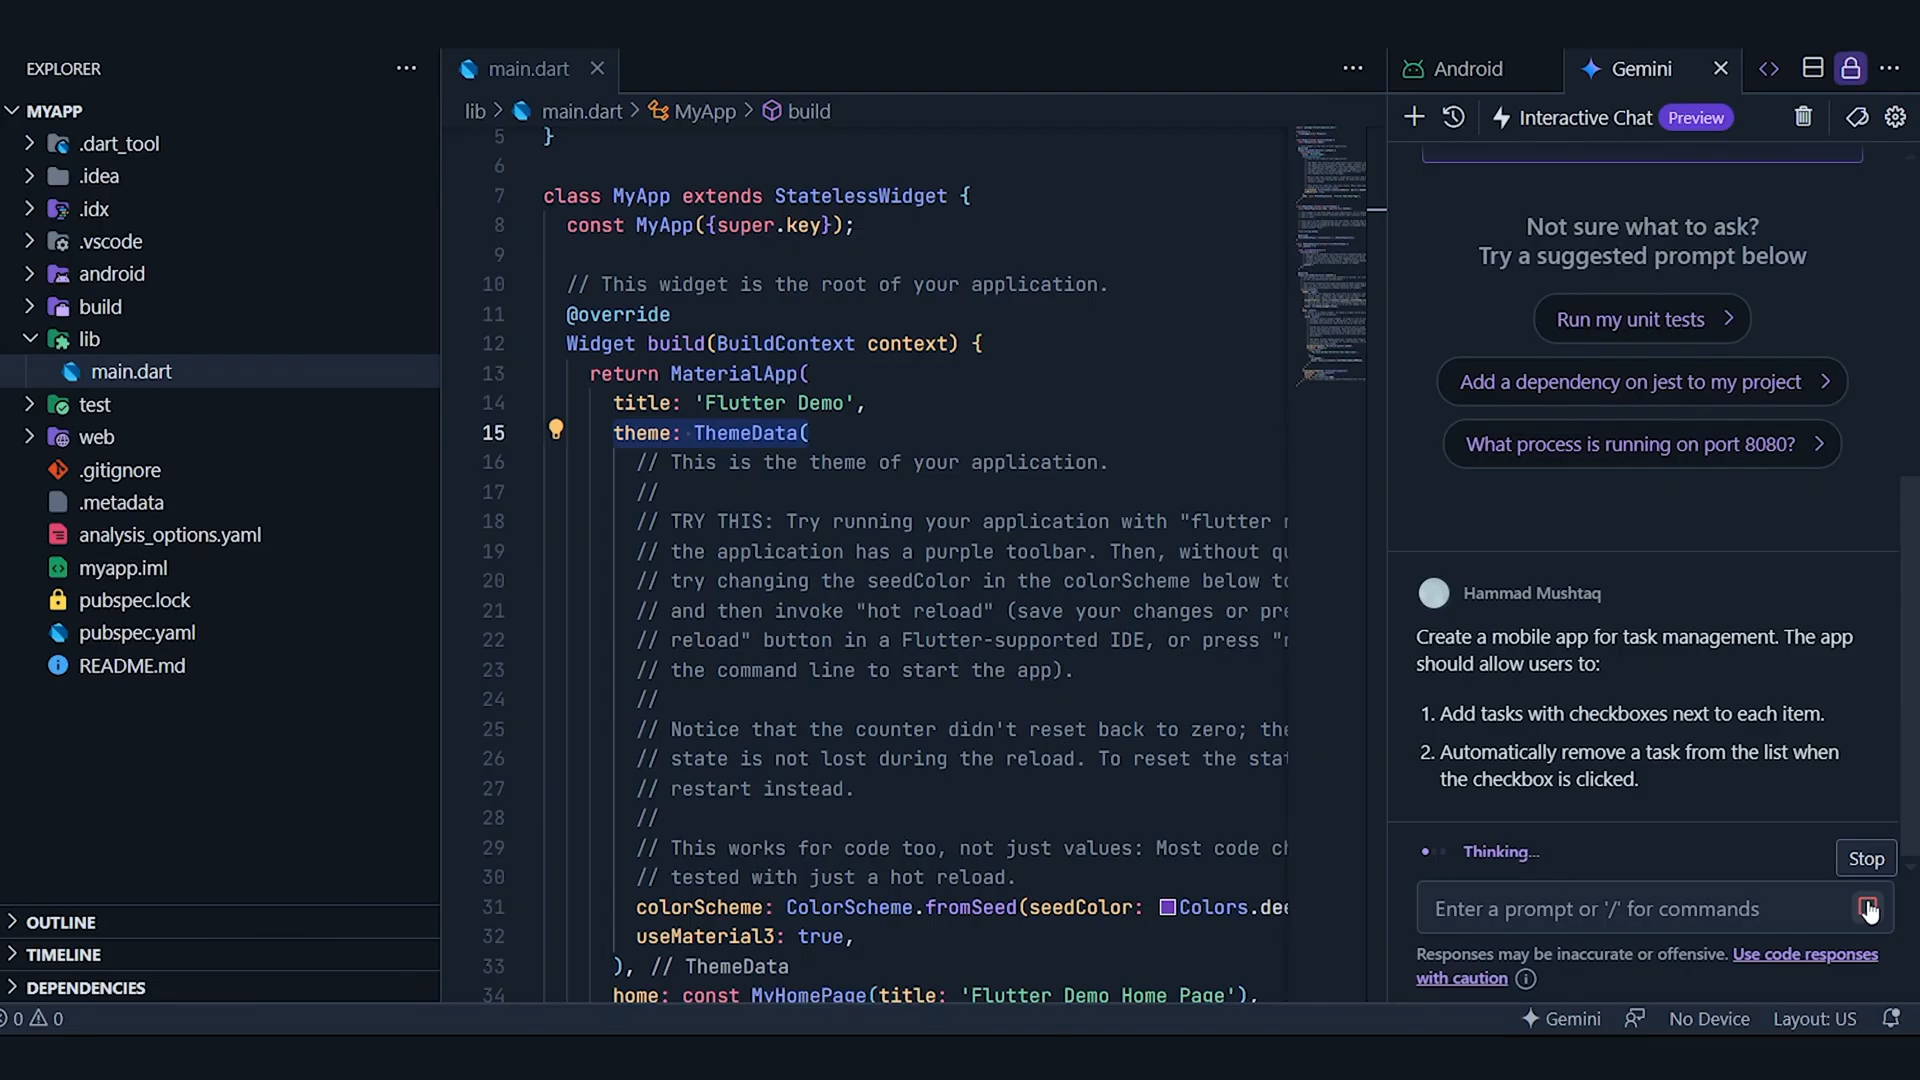 EXPLORER
MYAPP
.dart_tool
.idea
.idx
.vscode
android
build
lib
main.dart
test
web
.gitignore
.metadata
analysis_options.yaml
myapp.iml
pubspec.lock
pubspec.yaml
README.md
OUTLINE
TIMELINE
DEPENDENCIES
main.dart
lib > main.dart > MyApp > build
5 }
6
7 class MyApp extends StatelessWidget {
8 const MyApp({super.key});
9
10 // This widget is the root of your application.
11 @override
12 Widget build(BuildContext context) {
13 return MaterialApp(
14 title: 'Flutter Demo',
15 theme: ThemeData(
16 // This is the theme of your application.
17 //
18 // TRY THIS: Try running your application with "flutter
19 // the application has a purple toolbar. Then, without
20 // try changing the seedColor in the colorScheme below
21 // and then invoke "hot reload" (save your changes or
22 // reload" button in a Flutter-supported IDE, or press
23 // the command line to start the app).
24 //
25 // Notice that the counter didn't reset back to zero;
26 // state is not lost during the reload. To reset the
27 // restart instead.
28 //
29 // This works for code too, not just values: Most code
30 // tested with just a hot reload.
31 colorScheme: ColorScheme.fromSeed(seedColor: Colors.dee
32 useMaterial3: true,
33 ), // ThemeData
34 home: const MyHomePage(title: 'Flutter Demo Home Page'),
Android
Gemini
Interactive Chat Preview
Not sure what to ask?
Try a suggested prompt below
Run my unit tests
Add a dependency on jest to my project
What process is running on port 8080?
Hammad Mushtaq
Create a mobile app for task management. The app
should allow users to:
1. Add tasks with checkboxes next to each item.
2. Automatically remove a task from the list when
the checkbox is clicked.
Thinking...
Stop
Enter a prompt or '/' for commands
Responses may be inaccurate or offensive. Use code responses
with caution
0 0
Gemini
No Device
Layout: US